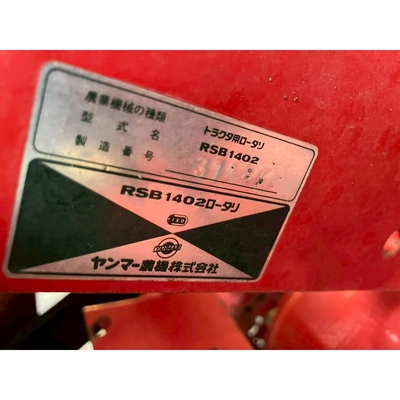 農業機械の種類 トラクタ用ロータリ
型式名 RSB1402
製造番号
RSB1402ロータリ
ヤンマー農機株式会社